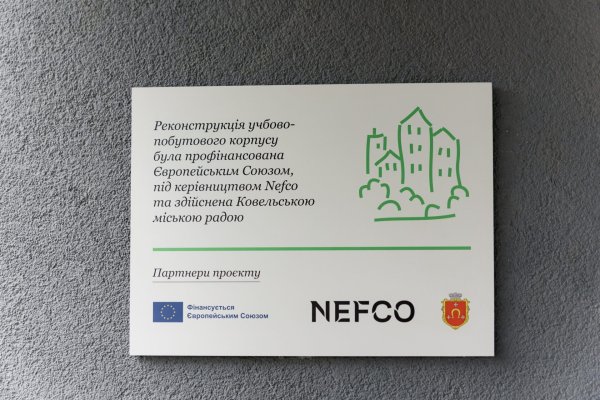 Реконструкція учбово-
побутового корпусу
була профінансована
Європейським Союзом,
під керівництвом Nefco
та здійснена Ковельською
міською радою
Партнери проєкту
Фінансується
Європейським Союзом
NEFCO